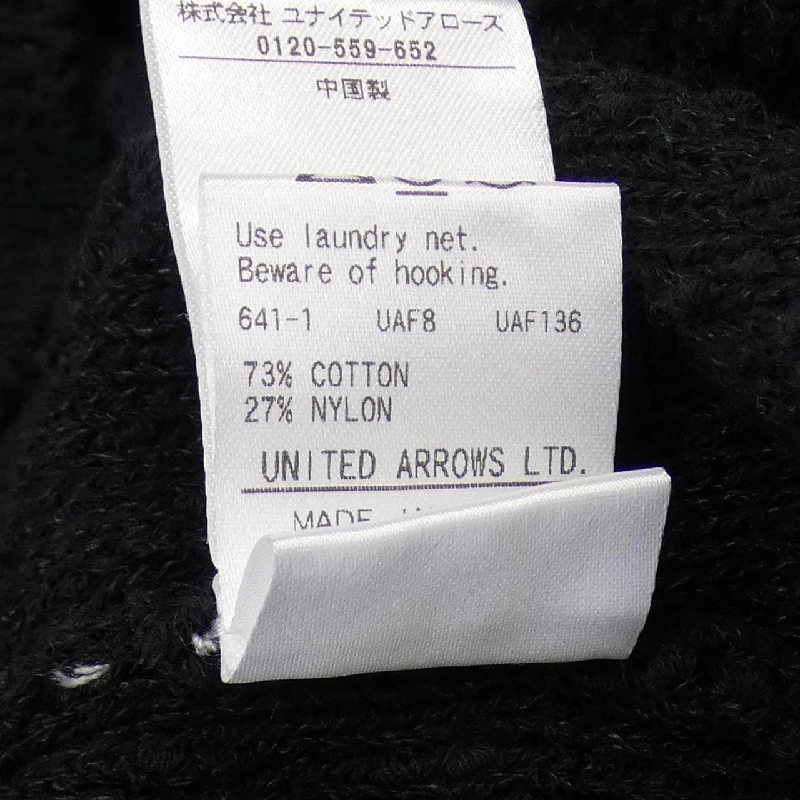 株式会社 ユナイテッドアローズ
0120-559-652
中国製
Use laundry net.
Beware of hooking.
641-1 UAF8 UAF136
73% COTTON
27% NYLON
UNITED ARROWS LTD.
MADE